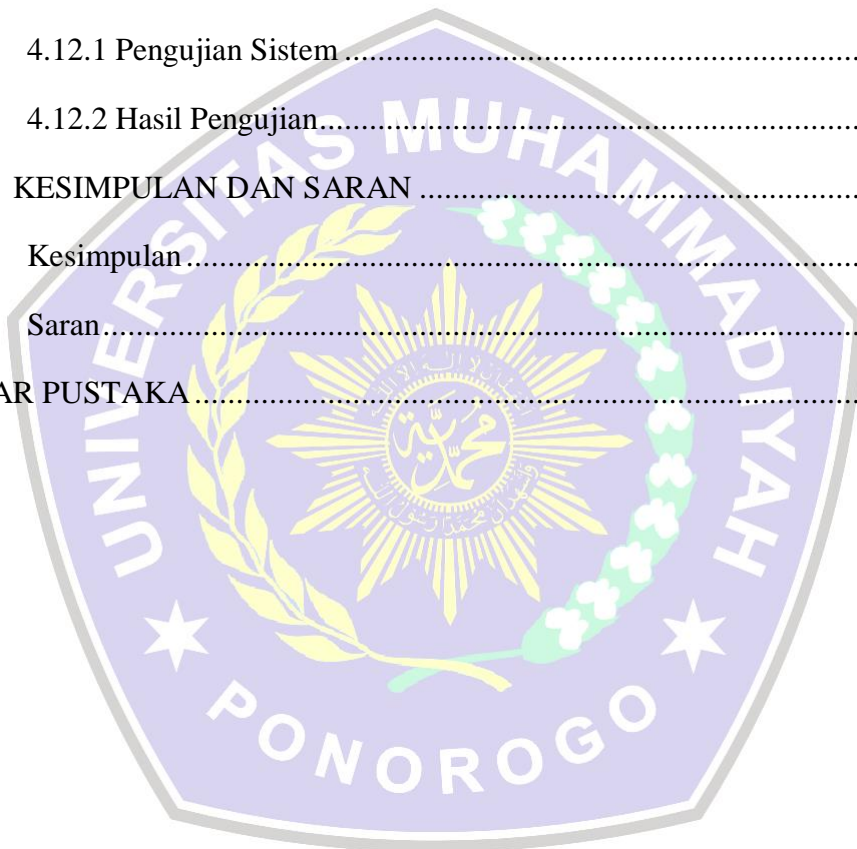 4.12.1 Pengujian Sistem ................................................................
4.12.2 Hasil Pengujian................................................................
KESIMPULAN DAN SARAN ................................................................
Kesimpulan ................................................................
Saran................................................................
AR PUSTAKA ................................................................
UNIVERSITAS MUHAMMADIYAH
PONOROGO